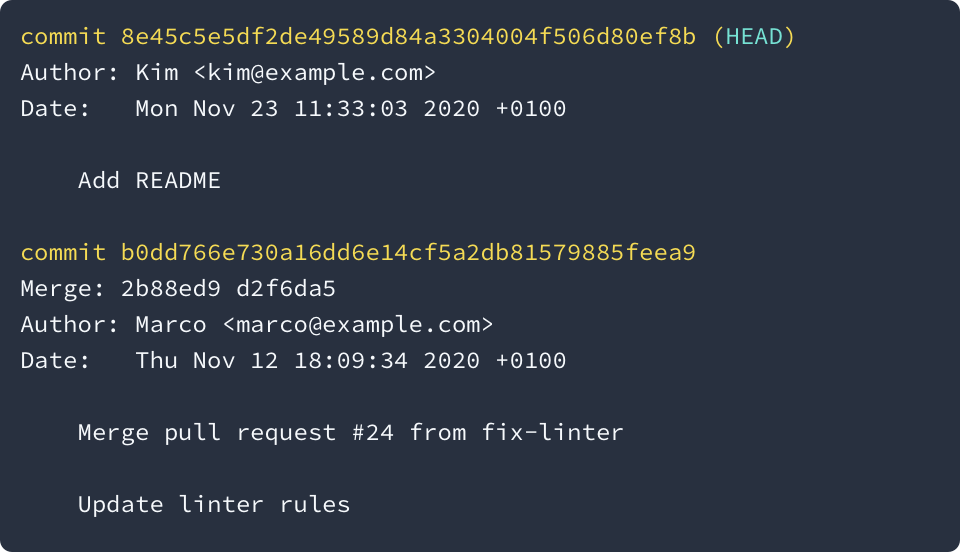 commit 8e45c5e5df2de49589d84a3304004f506d80ef8b (HEAD)
Author: Kim <kim@example.com>
Date:   Mon Nov 23 11:33:03 2020 +0100

    Add README

commit b0dd766e730a16dd6e14cf5a2db81579885feea9
Merge: 2b88ed9 d2f6da5
Author: Marco <marco@example.com>
Date:   Thu Nov 12 18:09:34 2020 +0100

    Merge pull request #24 from fix-linter

    Update linter rules